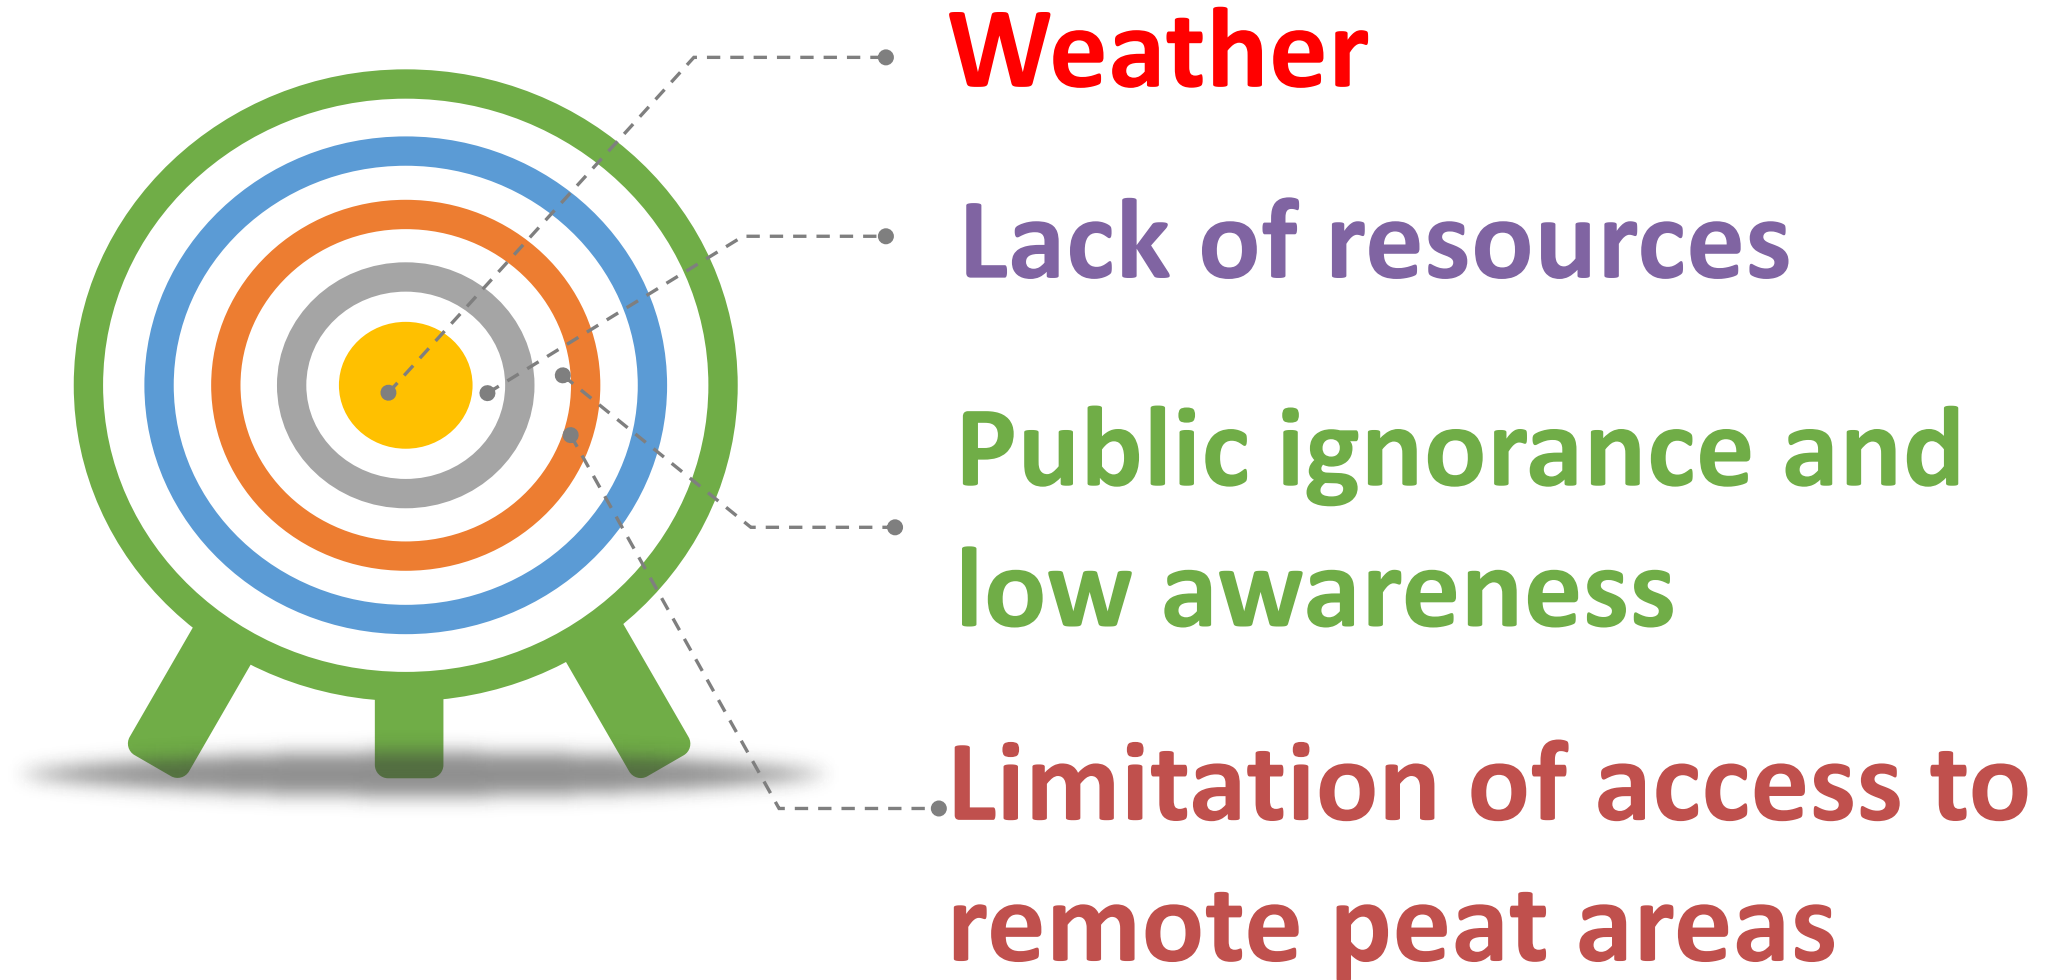 Weather
Lack of resources
Public ignorance and
low awareness
Limitation of access to
remote peat areas